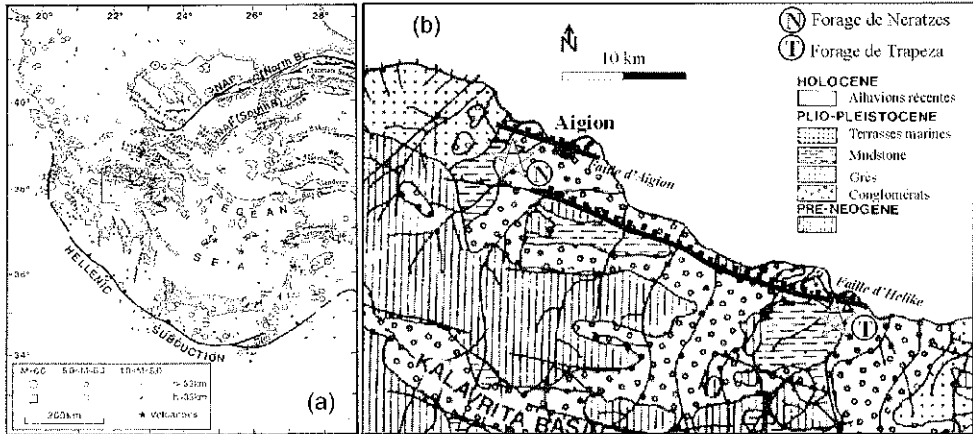 20° 22° 24° 26° 28°
40°
36°
34°
NAF (North B)
NAF (South B)
AEGEAN
SEA
HELLENIC
SUBDUCTION
200km
★ Volcanoes
(a)
(b)
N
10 km
N Forage de Neratzes
T Forage de Trapeza
HOLOCENE
Alluvions récentes
PLIO-PLEISTOCENE
Terrasses marines
Mudstone
Grès
Conglomérats
PRE-NEOGENE
Aigion
Faille d'Aigion
N
Faille d'Helike
T
KALAVRITA BASIN